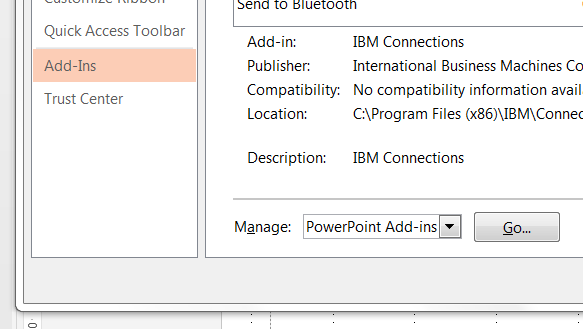 Customize Ribbon
Send to Bluetooth
Quick Access Toolbar
Add-Ins
Trust Center
Add-in: IBM Connections
Publisher: International Business Machines Co
Compatibility: No compatibility information avail
Location: C:\Program Files (x86)\IBM\Connec
Description: IBM Connections
Manage: PowerPoint Add-ins Go...